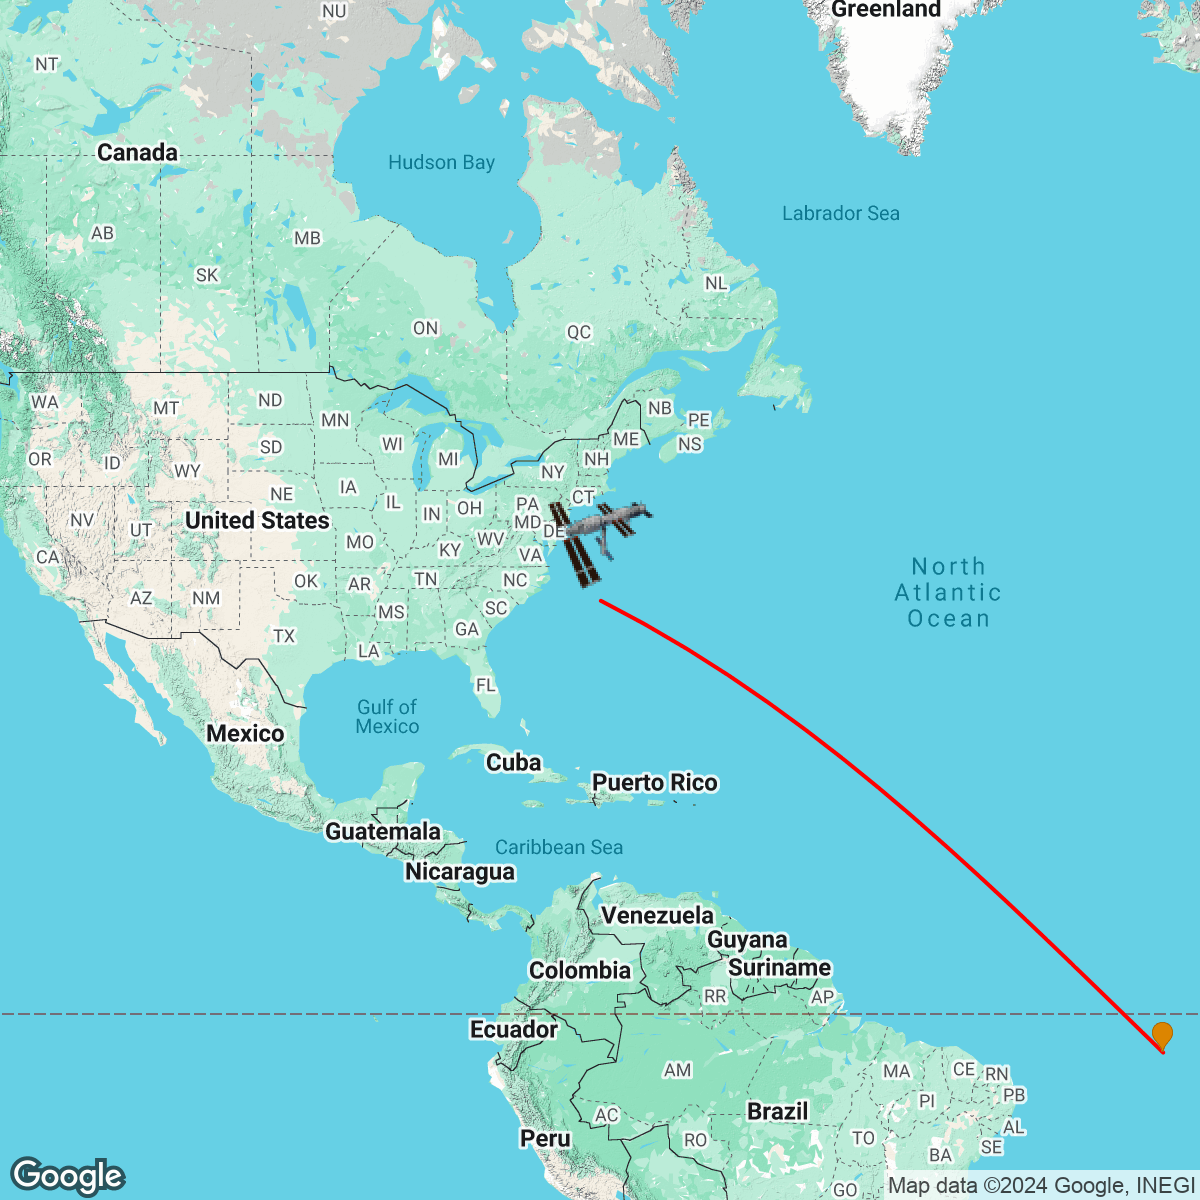 Greenland
NU
NT
Canada
Hudson Bay
Labrador Sea
AB
MB
SK
NL
ON
QC
WA
MT
ND
MN
NB
PE
NS
ME
OR
ID
SD
WI
MI
NH
WY
NY
NE
IA
IL
IN
OH
PA
CT
NV
UT
United States
MD
DE
CA
MO
KY
WV
VA
North
Atlantic
Ocean
OK
AR
TN
NC
AZ
NM
MS
SC
TX
GA
LA
FL
Gulf of
Mexico
Mexico
Cuba
Puerto Rico
Guatemala
Caribbean Sea
Nicaragua
Venezuela
Guyana
Colombia
Suriname
RR
AP
Ecuador
AM
MA
CE
RN
PB
PI
AC
Brazil
AL
Peru
RO
TO
SE
BA
GO
Google
Map data ©2024 Google, INEGI